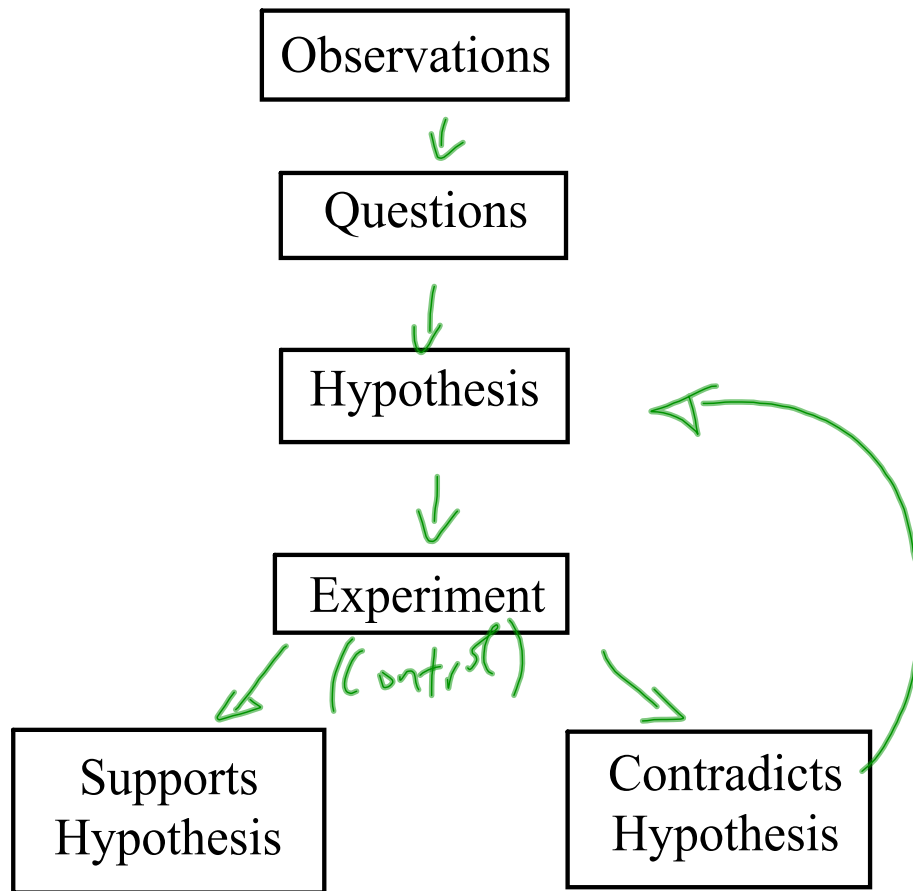 Observations
Questions
Hypothesis
Experiment
(Control)
Supports
Hypothesis
Contradicts
Hypothesis